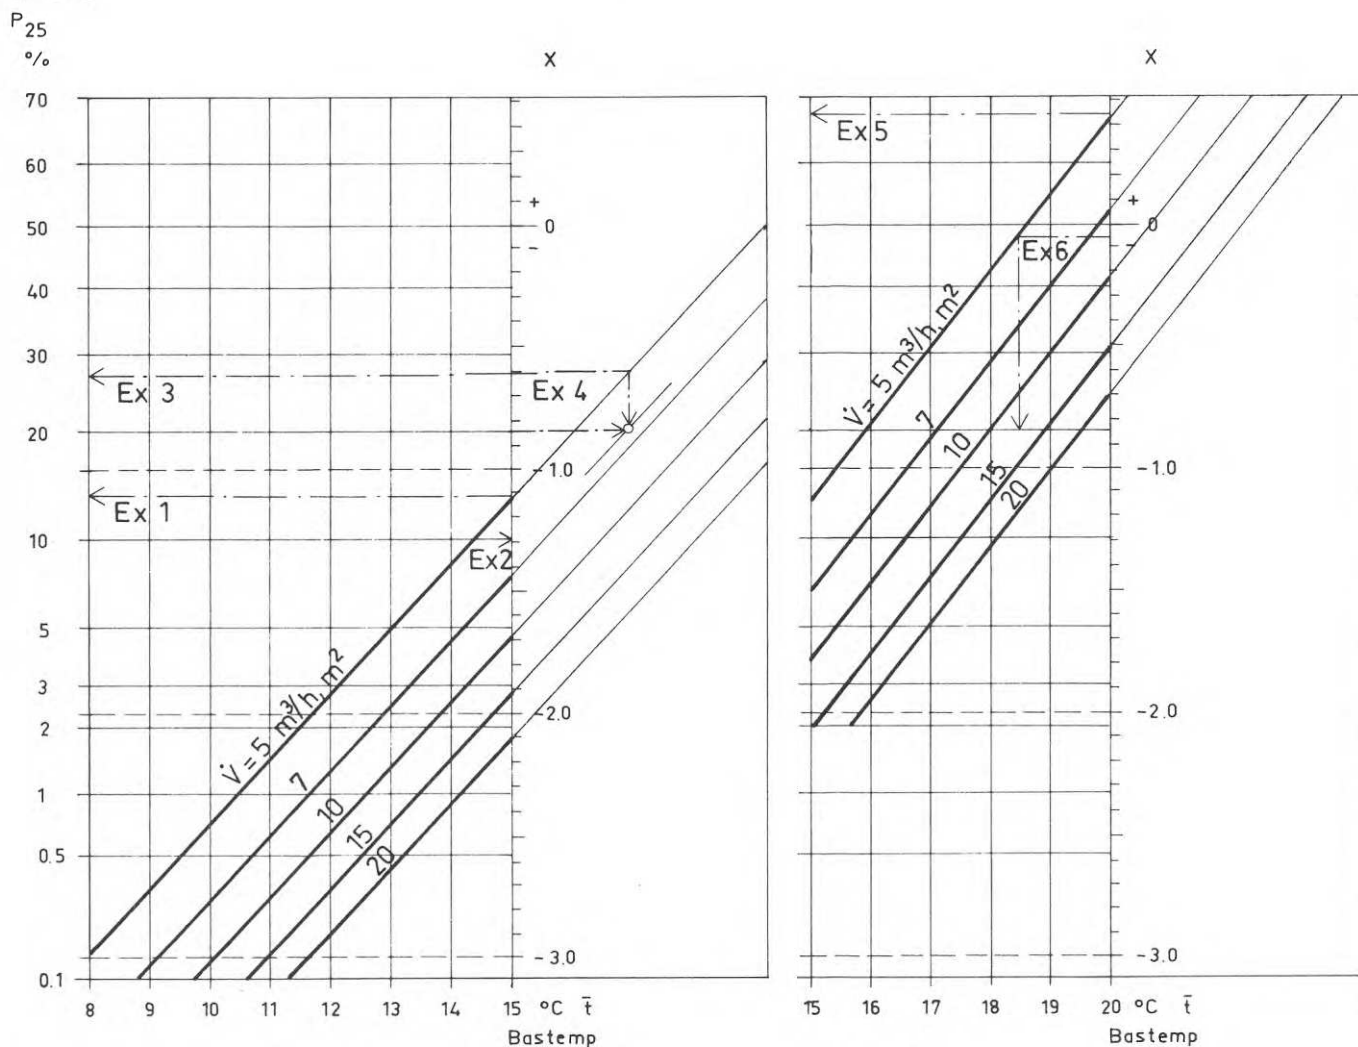 P25
%
X
X
70
60
50
40
30
20
10
5
3
2
1
0.5
0.1
+
0
−
-1.0
-2.0
-3.0
Ex 3
Ex 4
Ex 1
Ex2
V̇ = 5 m³/h, m²
7
10
15
20
8 9 10 11 12 13 14 15 °C t̄
Bastemp
Ex5
+
0
-1.0
-2.0
-3.0
Ex6
V̇ = 5 m³/h, m²
7
10
15
20
15 16 17 18 19 20 °C t̄
Bastemp